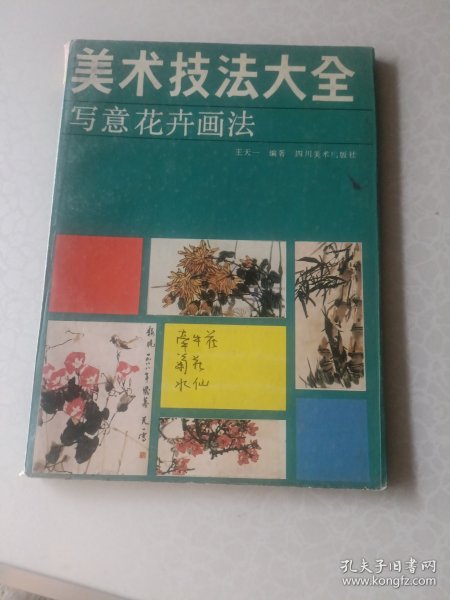 美术技法大全
写意花卉画法
王天一 编著 四川美术出版社
牵牛花
菊花
水仙
孔夫子旧书网
www.kongfz.com